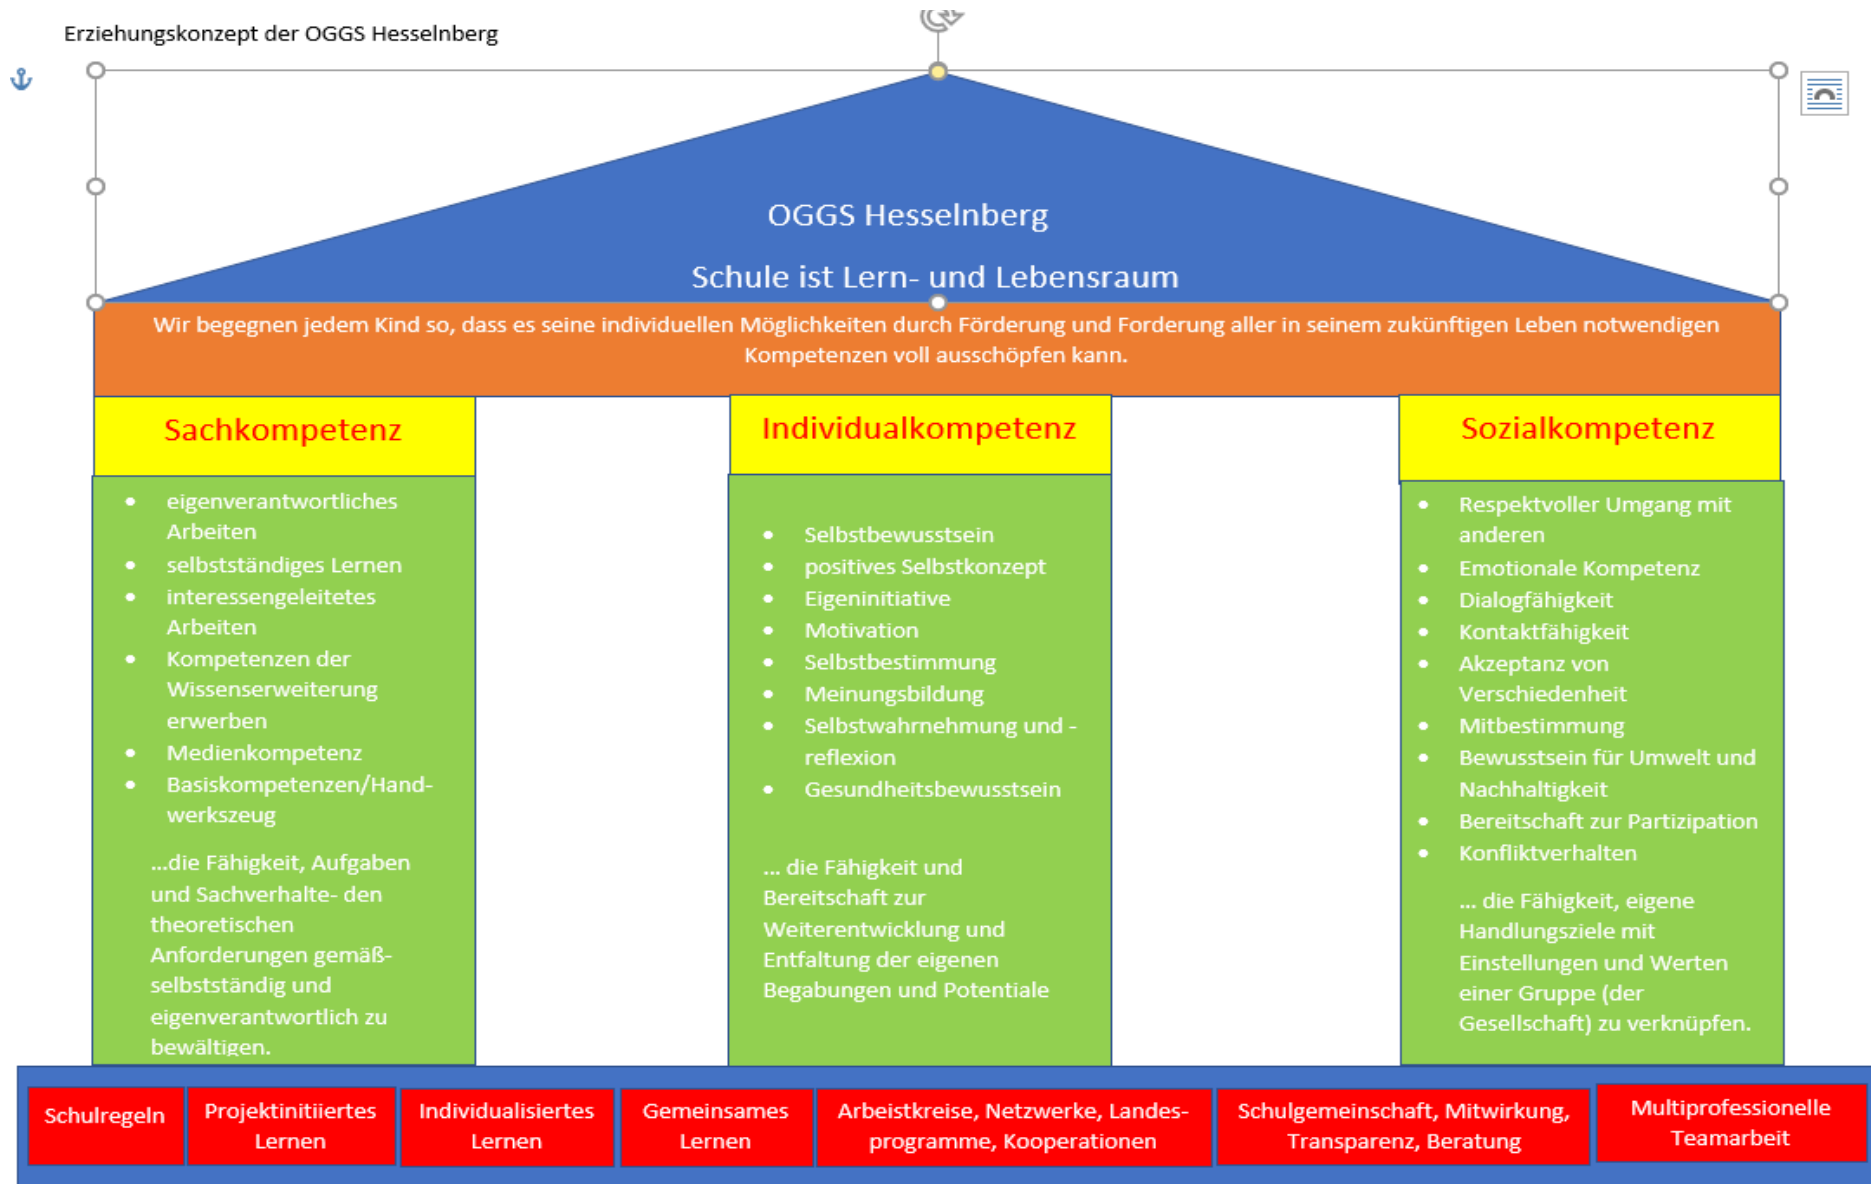 Erziehungskonzept der OGGS Hesselnberg
OGGS Hesselnberg
Schule ist Lern- und Lebensraum
Wir begegnen jedem Kind so, dass es seine individuellen Möglichkeiten durch Förderung und Forderung aller in seinem zukünftigen Leben notwendigen
Kompetenzen voll ausschöpfen kann.
Sachkompetenz
• eigenverantwortliches
Arbeiten
• selbstständiges Lernen
• interessengeleitetes
Arbeiten
• Kompetenzen der
Wissenserweiterung
erwerben
• Medienkompetenz
• Basiskompetenzen/Hand-
werkszeug
...die Fähigkeit, Aufgaben
und Sachverhalte- den
theoretischen
Anforderungen gemäß-
selbstständig und
eigenverantwortlich zu
bewältigen.
Individualkompetenz
• Selbstbewusstsein
• positives Selbstkonzept
• Eigeninitiative
• Motivation
• Selbstbestimmung
• Meinungsbildung
• Selbstwahrnehmung und -
reflexion
• Gesundheitsbewusstsein
... die Fähigkeit und
Bereitschaft zur
Weiterentwicklung und
Entfaltung der eigenen
Begabungen und Potentiale
Sozialkompetenz
• Respektvoller Umgang mit
anderen
• Emotionale Kompetenz
• Dialogfähigkeit
• Kontaktfähigkeit
• Akzeptanz von
Verschiedenheit
• Mitbestimmung
• Bewusstsein für Umwelt und
Nachhaltigkeit
• Bereitschaft zur Partizipation
• Konfliktverhalten
... die Fähigkeit, eigene
Handlungsziele mit
Einstellungen und Werten
einer Gruppe (der
Gesellschaft) zu verknüpfen.
Schulregeln
Projektinitiiertes
Lernen
Individualisiertes
Lernen
Gemeinsames
Lernen
Arbeistkreise, Netzwerke, Landes-
programme, Kooperationen
Schulgemeinschaft, Mitwirkung,
Transparenz, Beratung
Multiprofessionelle
Teamarbeit